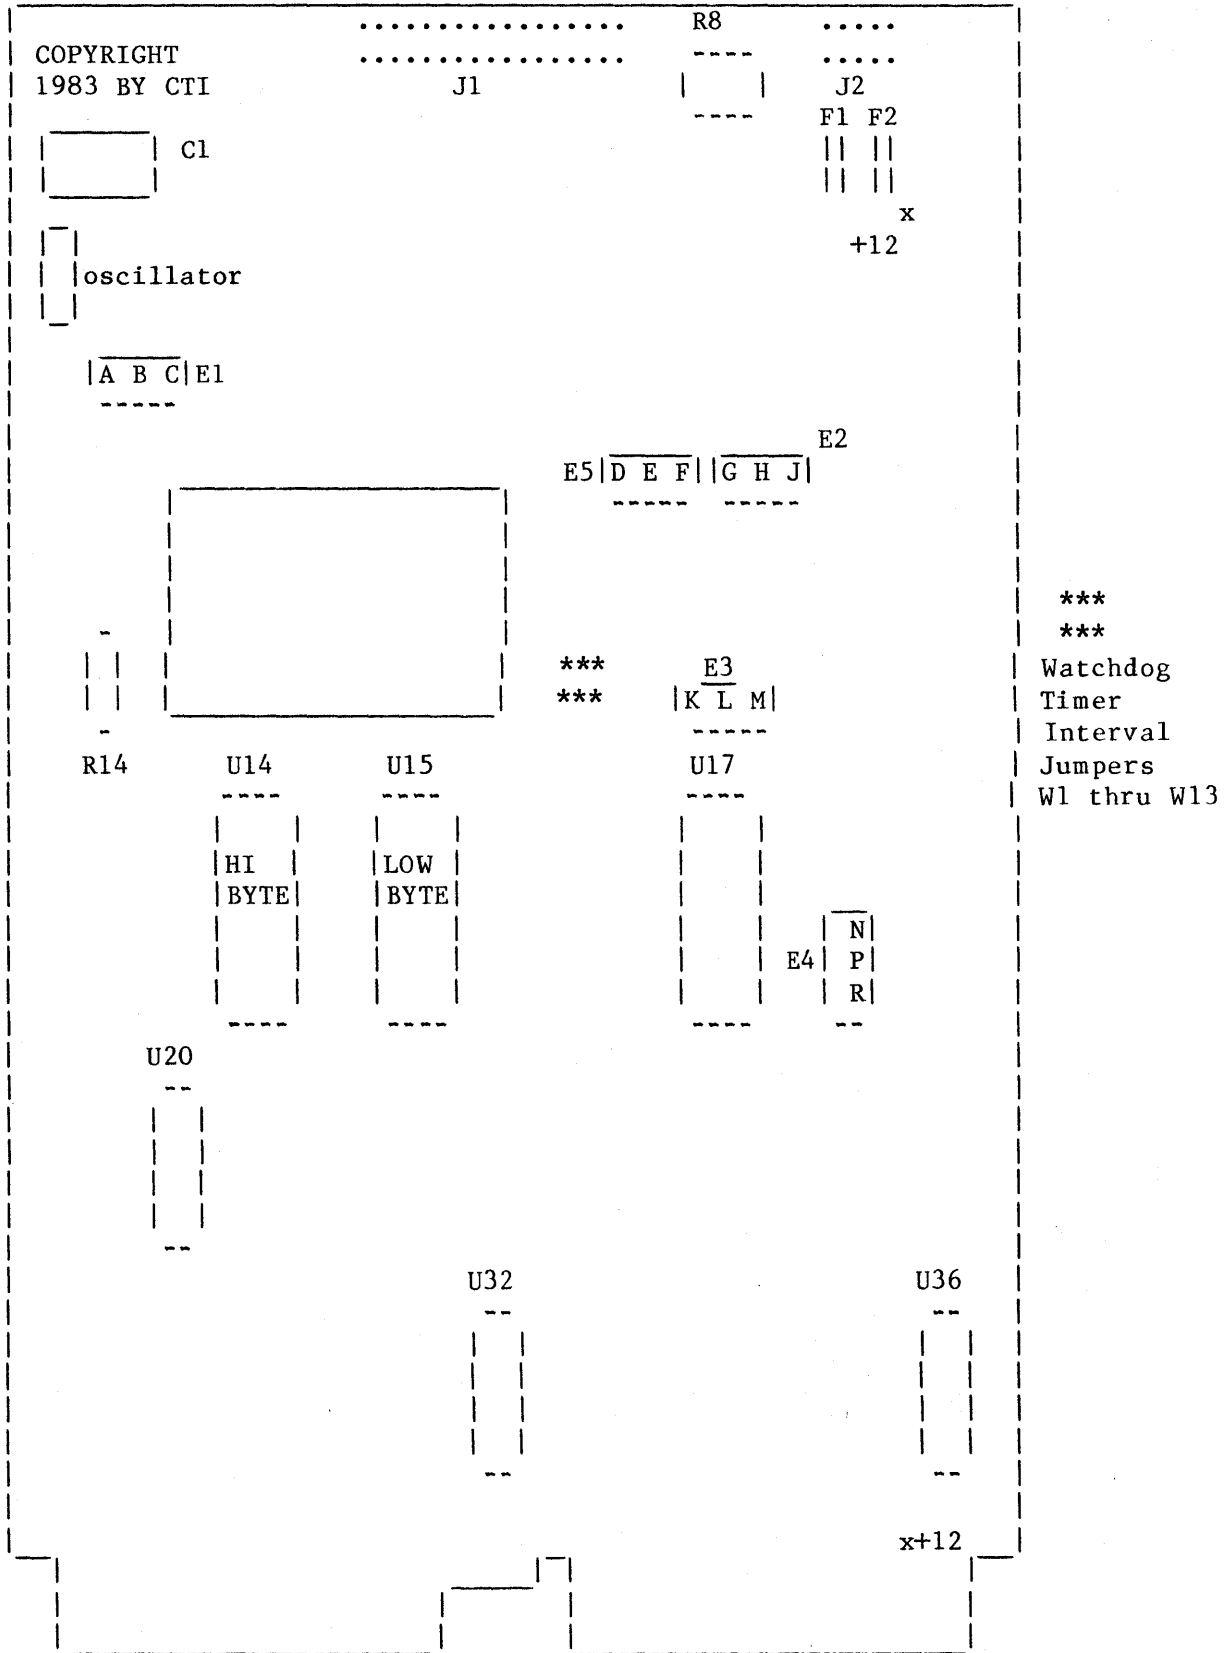 R8
COPYRIGHT
1983 BY CTI
J1
J2
F1 F2
C1
x
+12
oscillator
A B C E1
E2
E5 D E F G H J
***
***
*** E3
*** K L M
Watchdog
Timer
Interval
Jumpers
W1 thru W13
R14 U14 U15 U17
HI LOW
BYTE BYTE
N
E4 P
R
U20
U32 U36
x+12